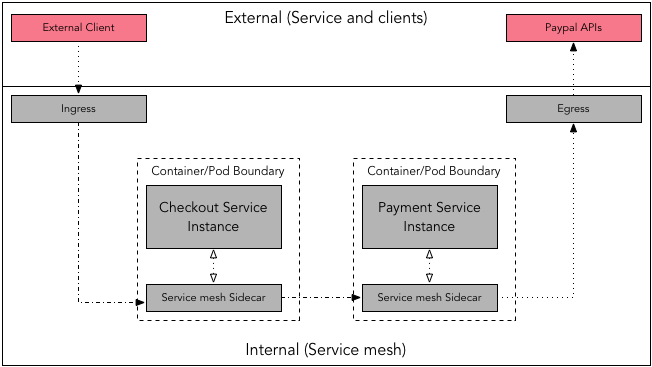 External (Service and clients)
External Client
Paypal APIs
Ingress
Egress
Container/Pod Boundary
Container/Pod Boundary
Checkout Service
Instance
Payment Service
Instance
Service mesh Sidecar
Service mesh Sidecar
Internal (Service mesh)